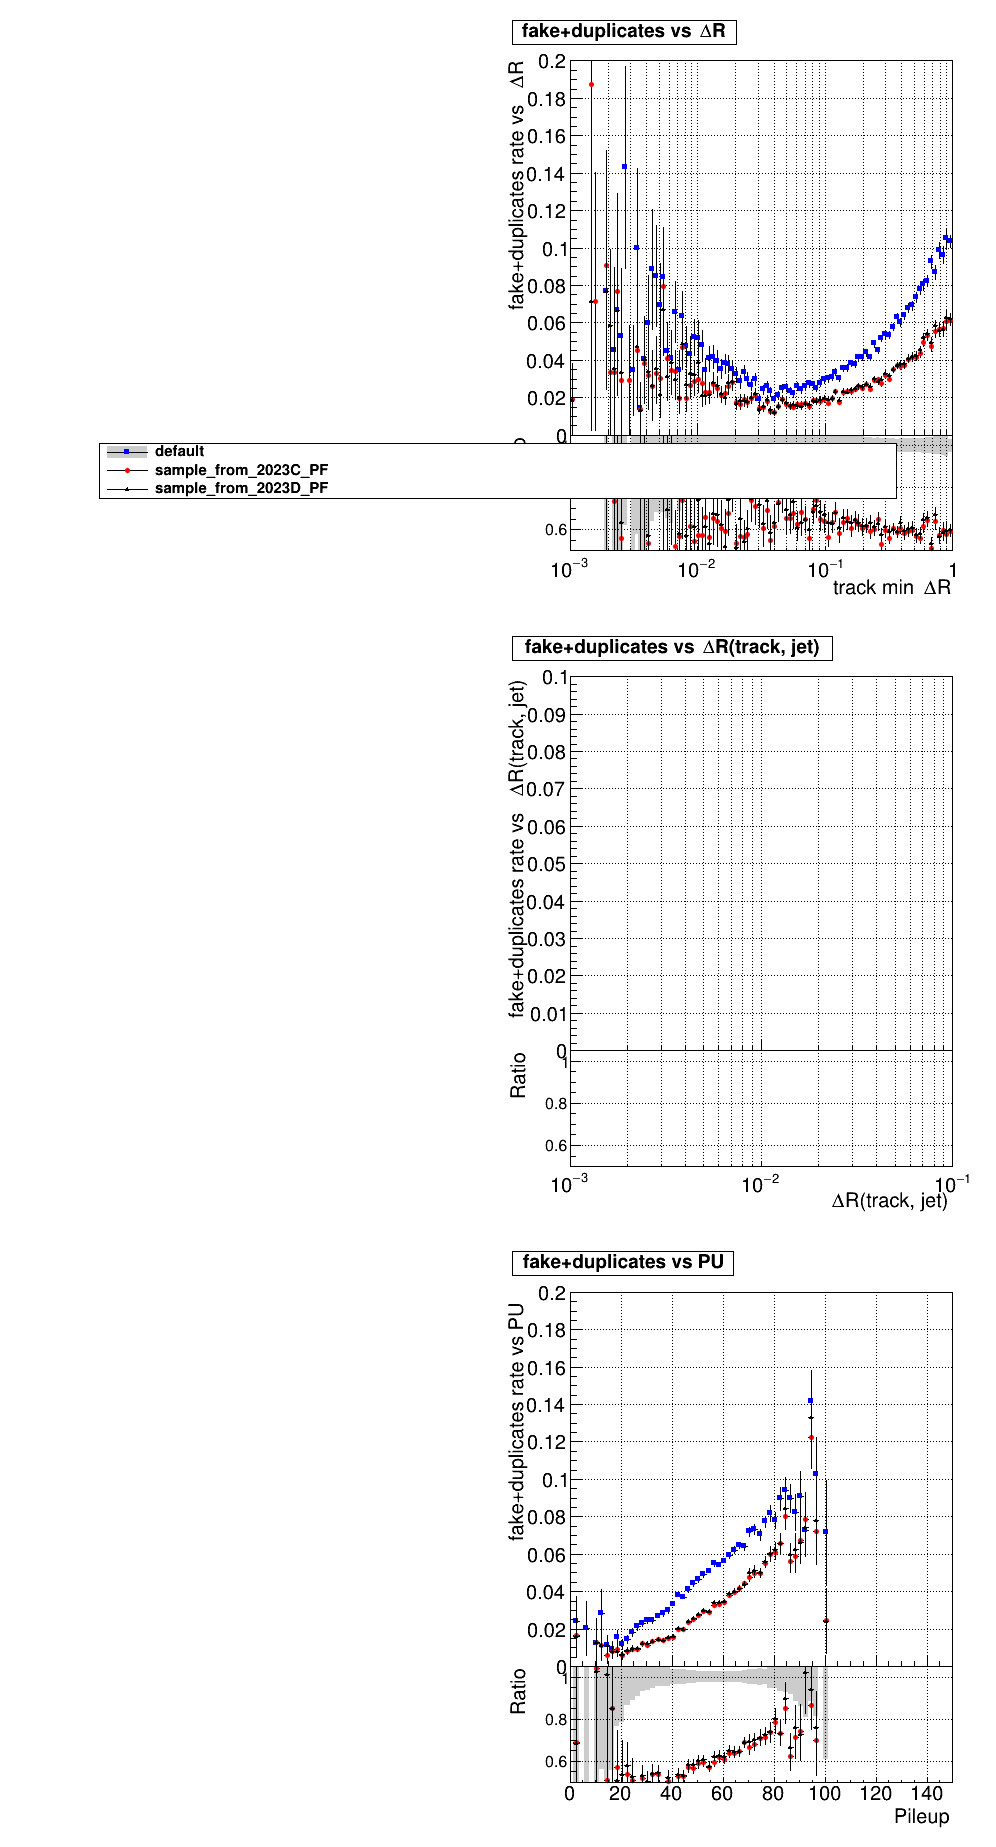 fake+duplicates vs ΔR
fake+duplicates rate vs ΔR
0.2
0.18
0.16
0.14
0.12
0.1
0.08
0.06
0.04
0.02
0
default
sample_from_2023C_PF
sample_from_2023D_PF
0.6
10⁻³ 10⁻² 10⁻¹ 1
track min ΔR
fake+duplicates vs ΔR(track, jet)
fake+duplicates rate vs ΔR(track, jet)
0.1
0.09
0.08
0.07
0.06
0.05
0.04
0.03
0.02
0.01
0
Ratio
1
0.8
0.6
10⁻³ 10⁻² 10⁻¹
ΔR(track, jet)
fake+duplicates vs PU
fake+duplicates rate vs PU
0.2
0.18
0.16
0.14
0.12
0.1
0.08
0.06
0.04
0.02
0
Ratio
1
0.8
0.6
0 20 40 60 80 100 120 140
Pileup